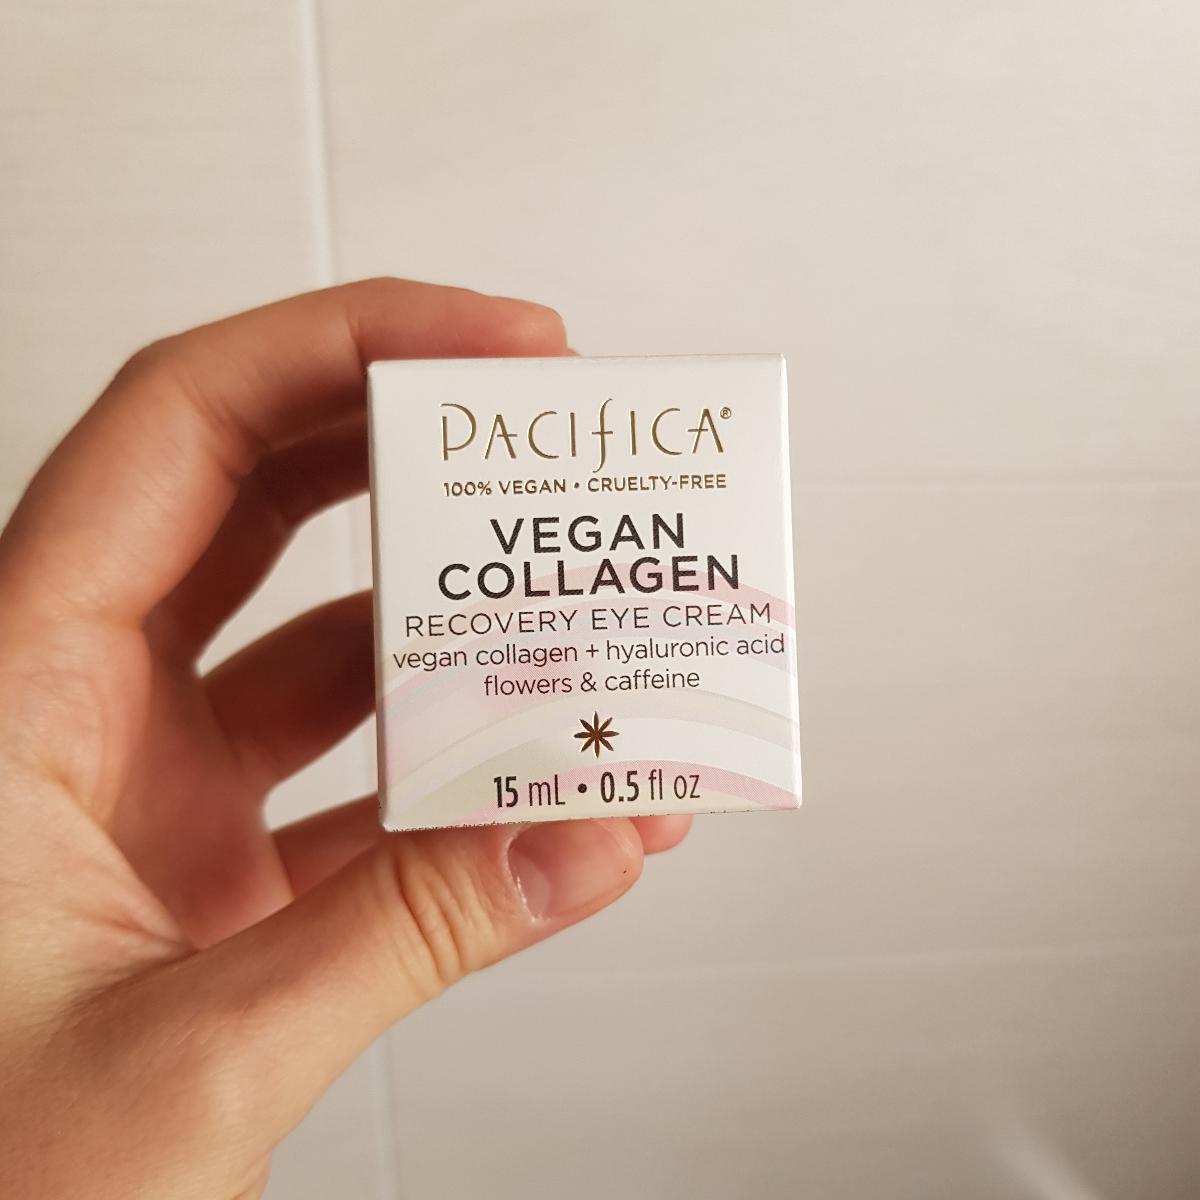 PACIFICA®
100% VEGAN • CRUELTY-FREE
VEGAN
COLLAGEN
RECOVERY EYE CREAM
vegan collagen + hyaluronic acid
flowers & caffeine
15 mL • 0.5 fl oz